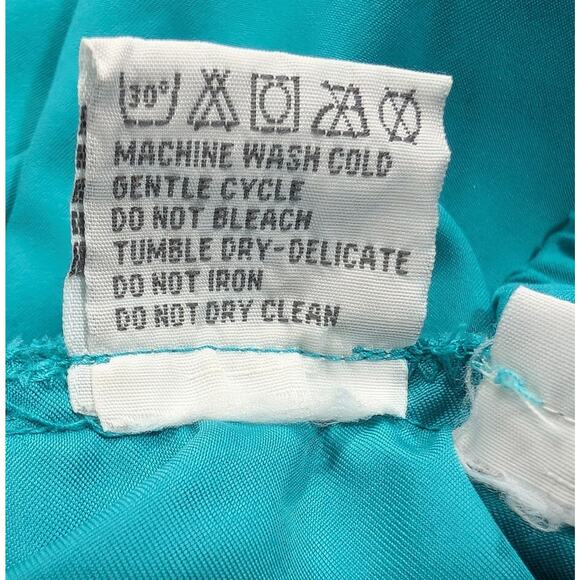 30°
MACHINE WASH COLD
GENTLE CYCLE
DO NOT BLEACH
TUMBLE DRY-DELICATE
DO NOT IRON
DO NOT DRY CLEAN